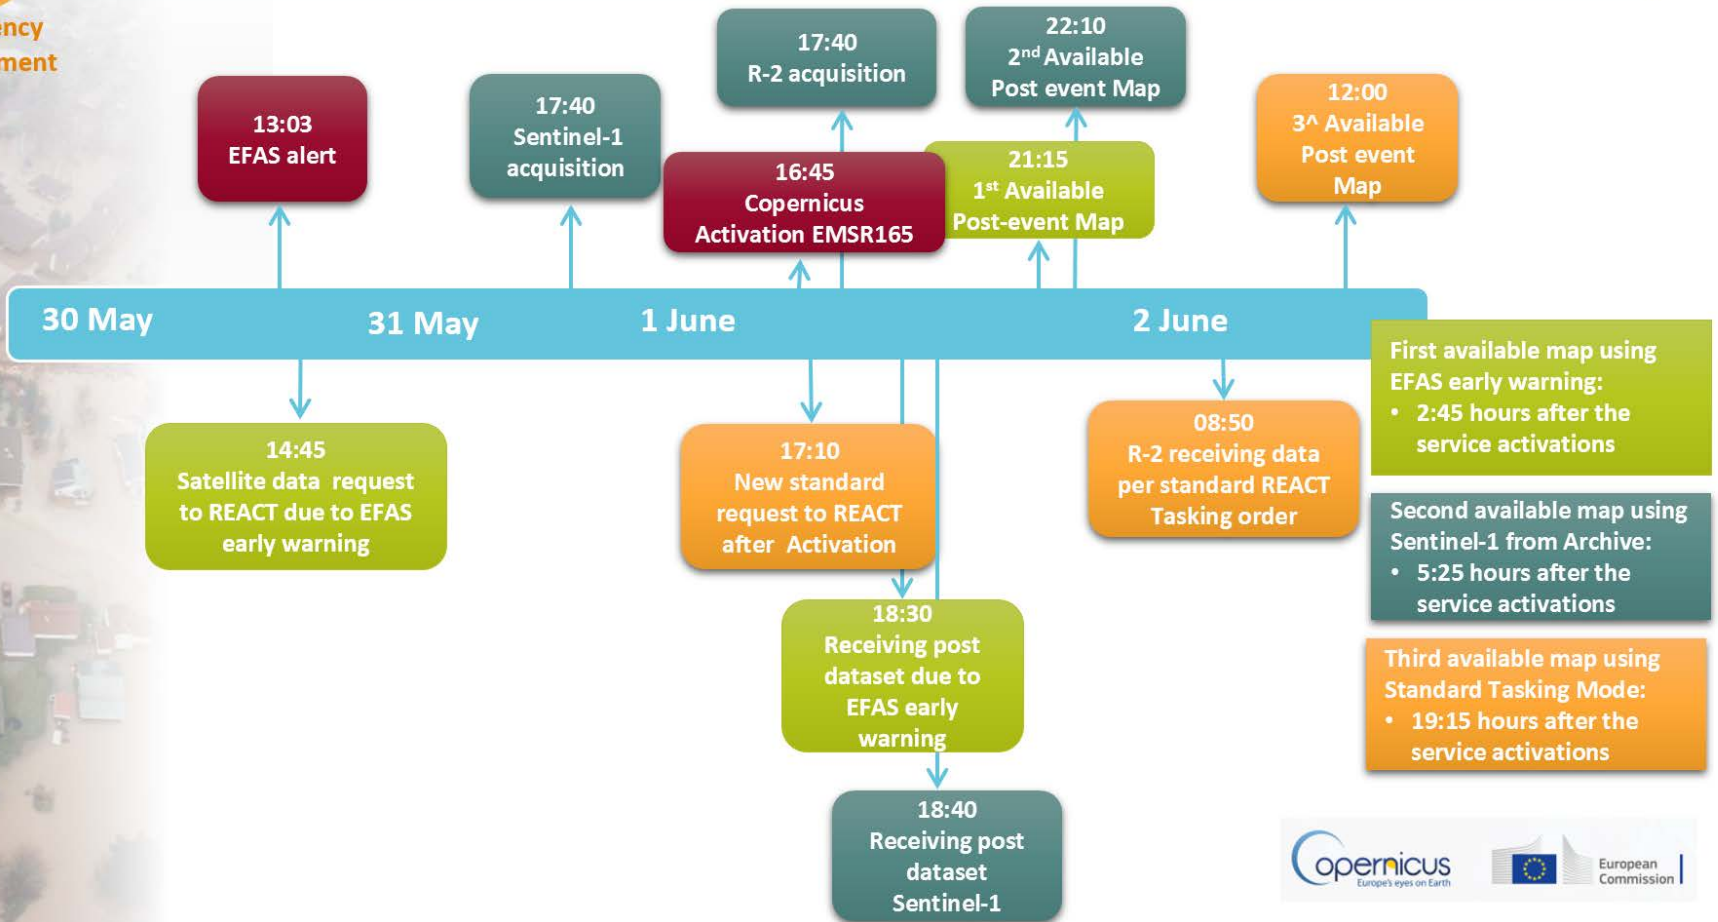 ency
ment
13:03
EFAS alert
17:40
Sentinel-1
acquisition
17:40
R-2 acquisition
16:45
Copernicus
Activation EMSR165
22:10
2nd Available
Post event Map
21:15
1st Available
Post-event Map
12:00
3^ Available
Post event
Map
30 May
31 May
1 June
2 June
14:45
Satellite data request
to REACT due to EFAS
early warning
17:10
New standard
request to REACT
after Activation
18:30
Receiving post
dataset due to
EFAS early
warning
18:40
Receiving post
dataset
Sentinel-1
08:50
R-2 receiving data
per standard REACT
Tasking order
First available map using
EFAS early warning:
• 2:45 hours after the
service activations
Second available map using
Sentinel-1 from Archive:
• 5:25 hours after the
service activations
Third available map using
Standard Tasking Mode:
• 19:15 hours after the
service activations
Copernicus
Europe's eyes on Earth
European
Commission